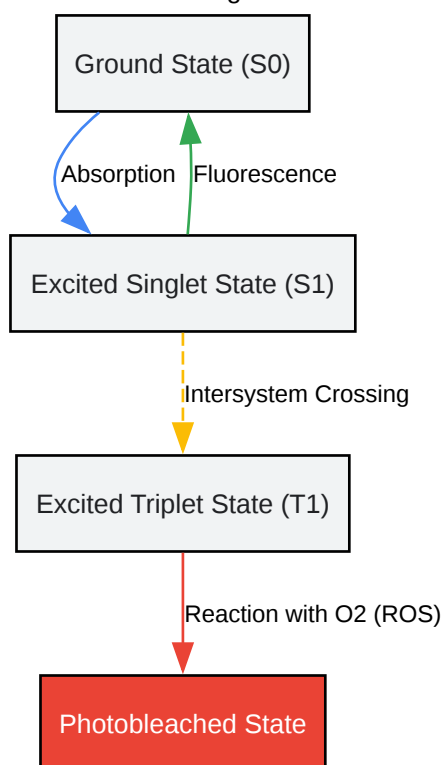 Ground State (S0)
Absorption
Fluorescence
Excited Singlet State (S1)
Intersystem Crossing
Excited Triplet State (T1)
Reaction with O2 (ROS)
Photobleached State